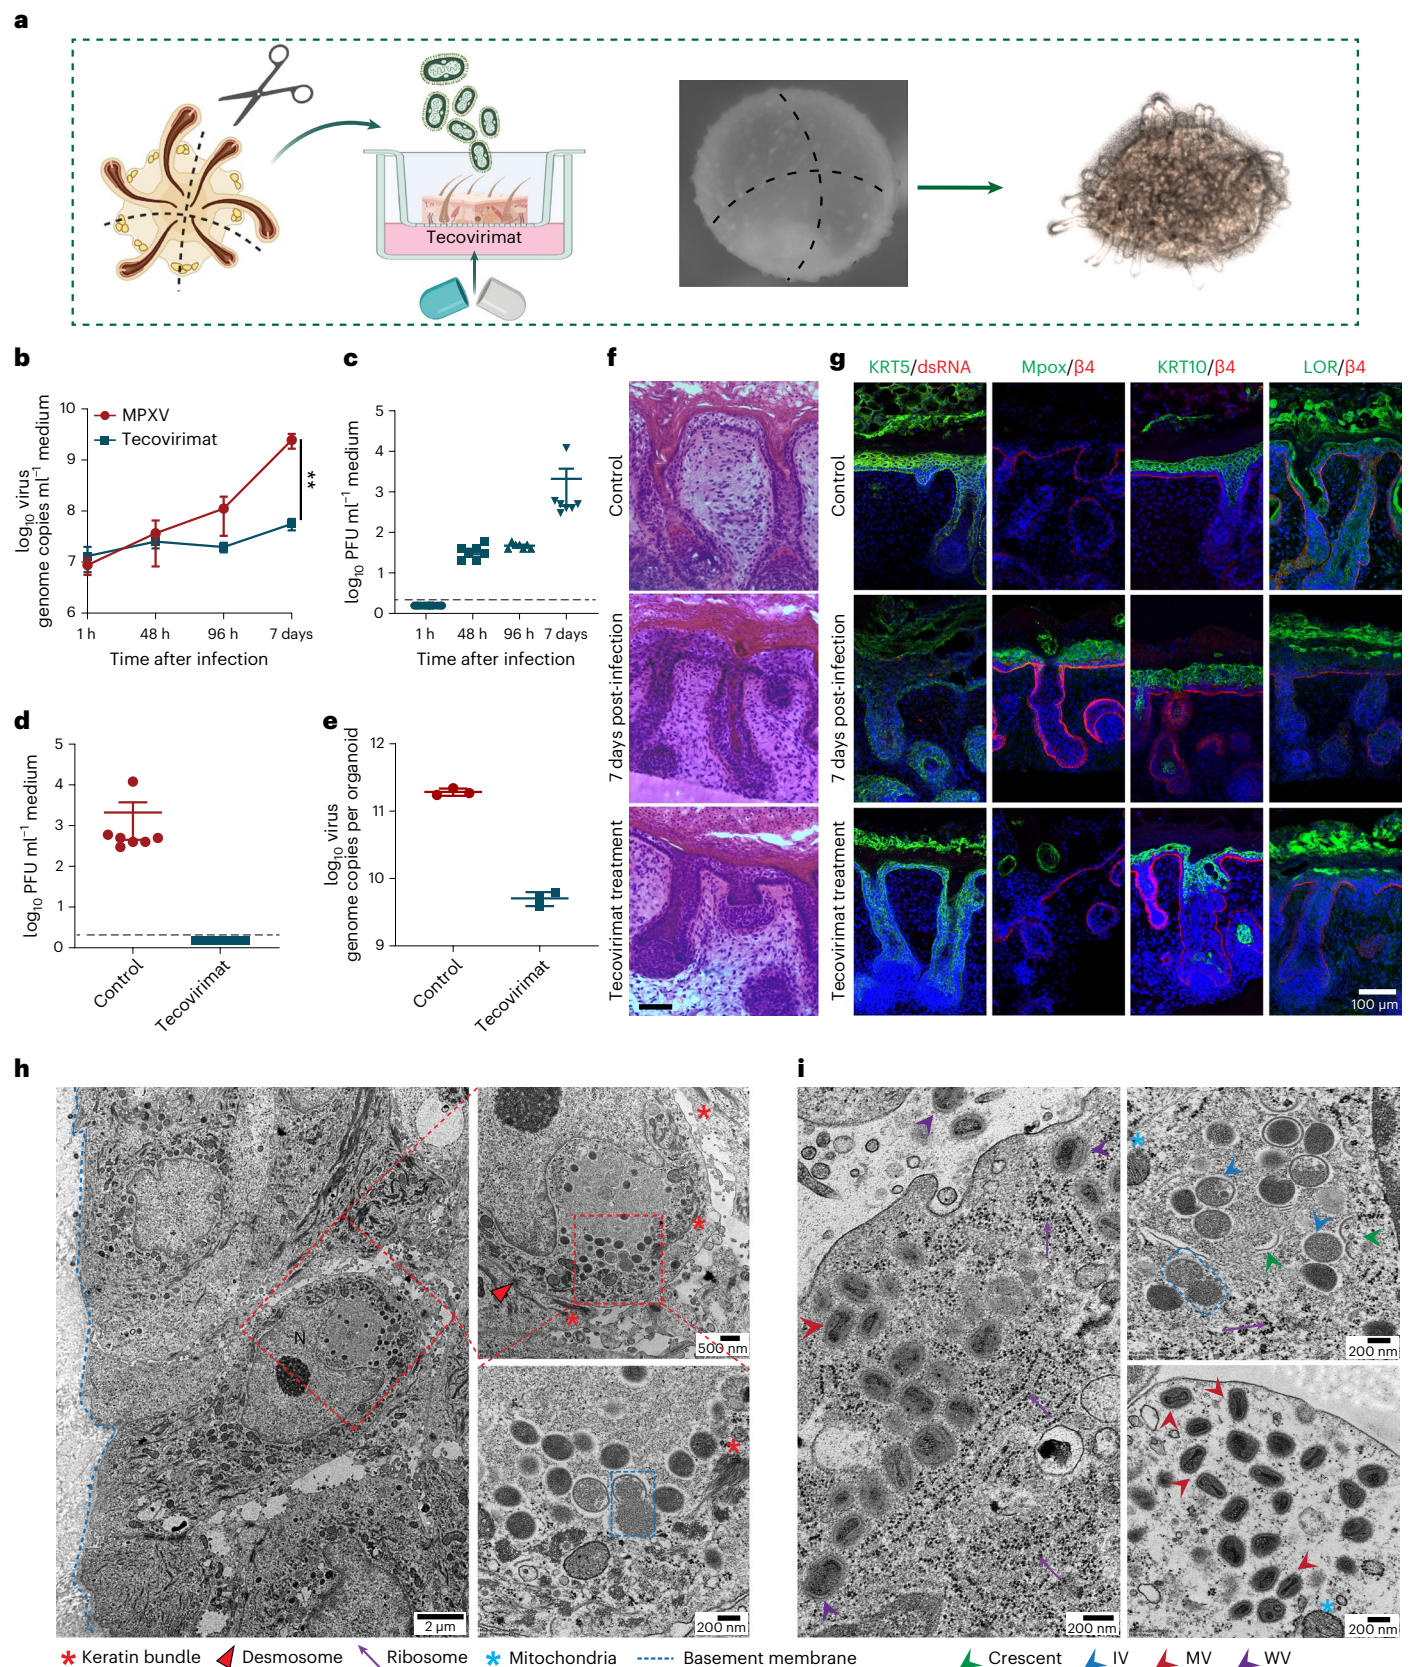 a
Tecovirimat
b
log10 virus
genome copies ml−1 medium
10
9
8
7
6
MPXV
Tecovirimat
**
1 h
48 h
96 h
7 days
Time after infection
c
log10 PFU ml−1 medium
5
4
3
2
1
0
1 h
48 h
96 h
7 days
Time after infection
d
log10 PFU ml−1 medium
5
4
3
2
1
0
Control
Tecovirimat
e
log10 virus
genome copies per organoid
12
11
10
9
Control
Tecovirimat
f
Control
7 days post-infection
Tecovirimat treatment
g
KRT5/dsRNA
Mpox/β4
KRT10/β4
LOR/β4
Control
7 days post-infection
Tecovirimat treatment
100 µm
h
N
2 µm
500 nm
200 nm
i
200 nm
200 nm
200 nm
Keratin bundle
Desmosome
Ribosome
Mitochondria
Basement membrane
Crescent
IV
MV
WV